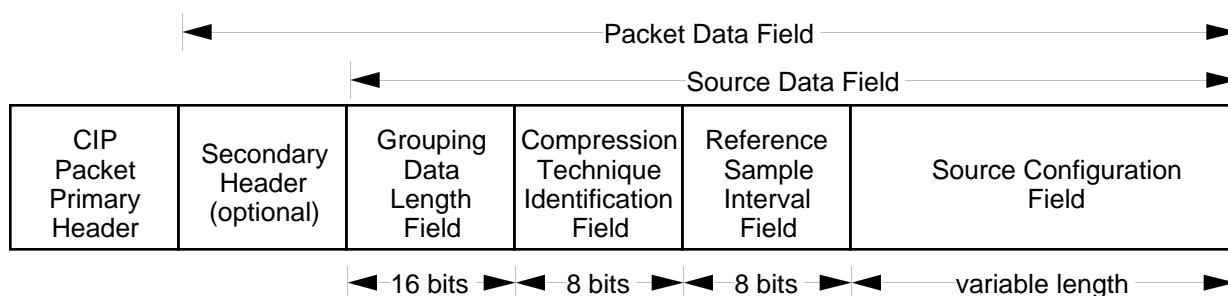 Packet Data Field
Source Data Field
CIP
Packet
Primary
Header
Secondary
Header
(optional)
Grouping
Data
Length
Field
Compression
Technique
Identification
Field
Reference
Sample
Interval
Field
Source Configuration
Field
16 bits
8 bits
8 bits
variable length